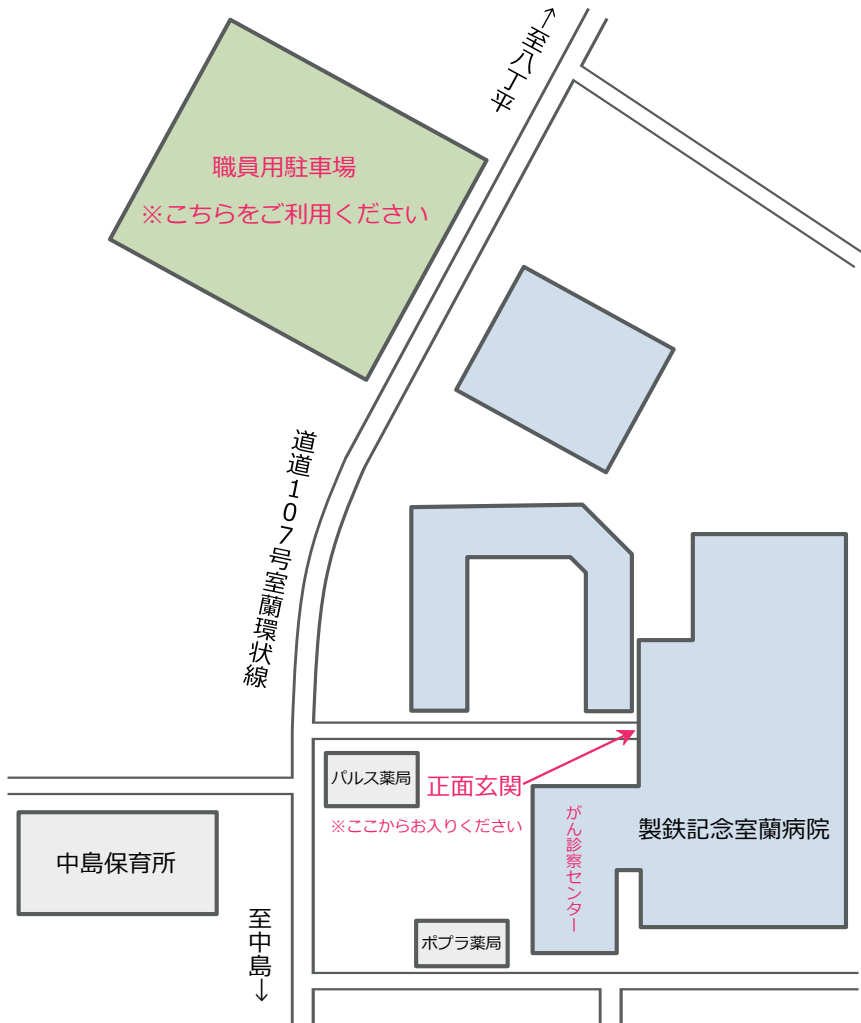 ←至八丁平
職員用駐車場
※こちらをご利用ください
道道107号室蘭環状線
パルス薬局
正面玄関
※ここからお入りください
がん診察センター
製鉄記念室蘭病院
中島保育所
至中島→
ポプラ薬局